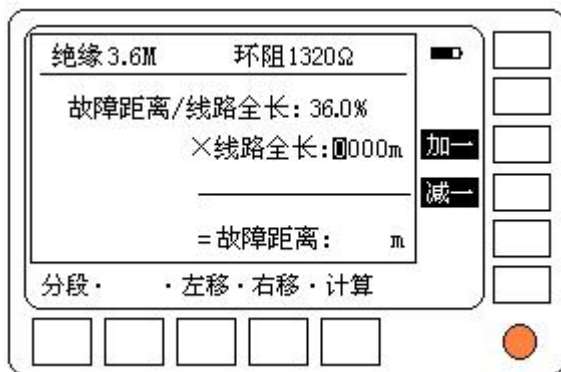 绝缘3.6M 环阻1320Ω
故障距离/线路全长：36.0%
×线路全长：0000m
加一
减一
=故障距离： m
分段· ·左移·右移·计算